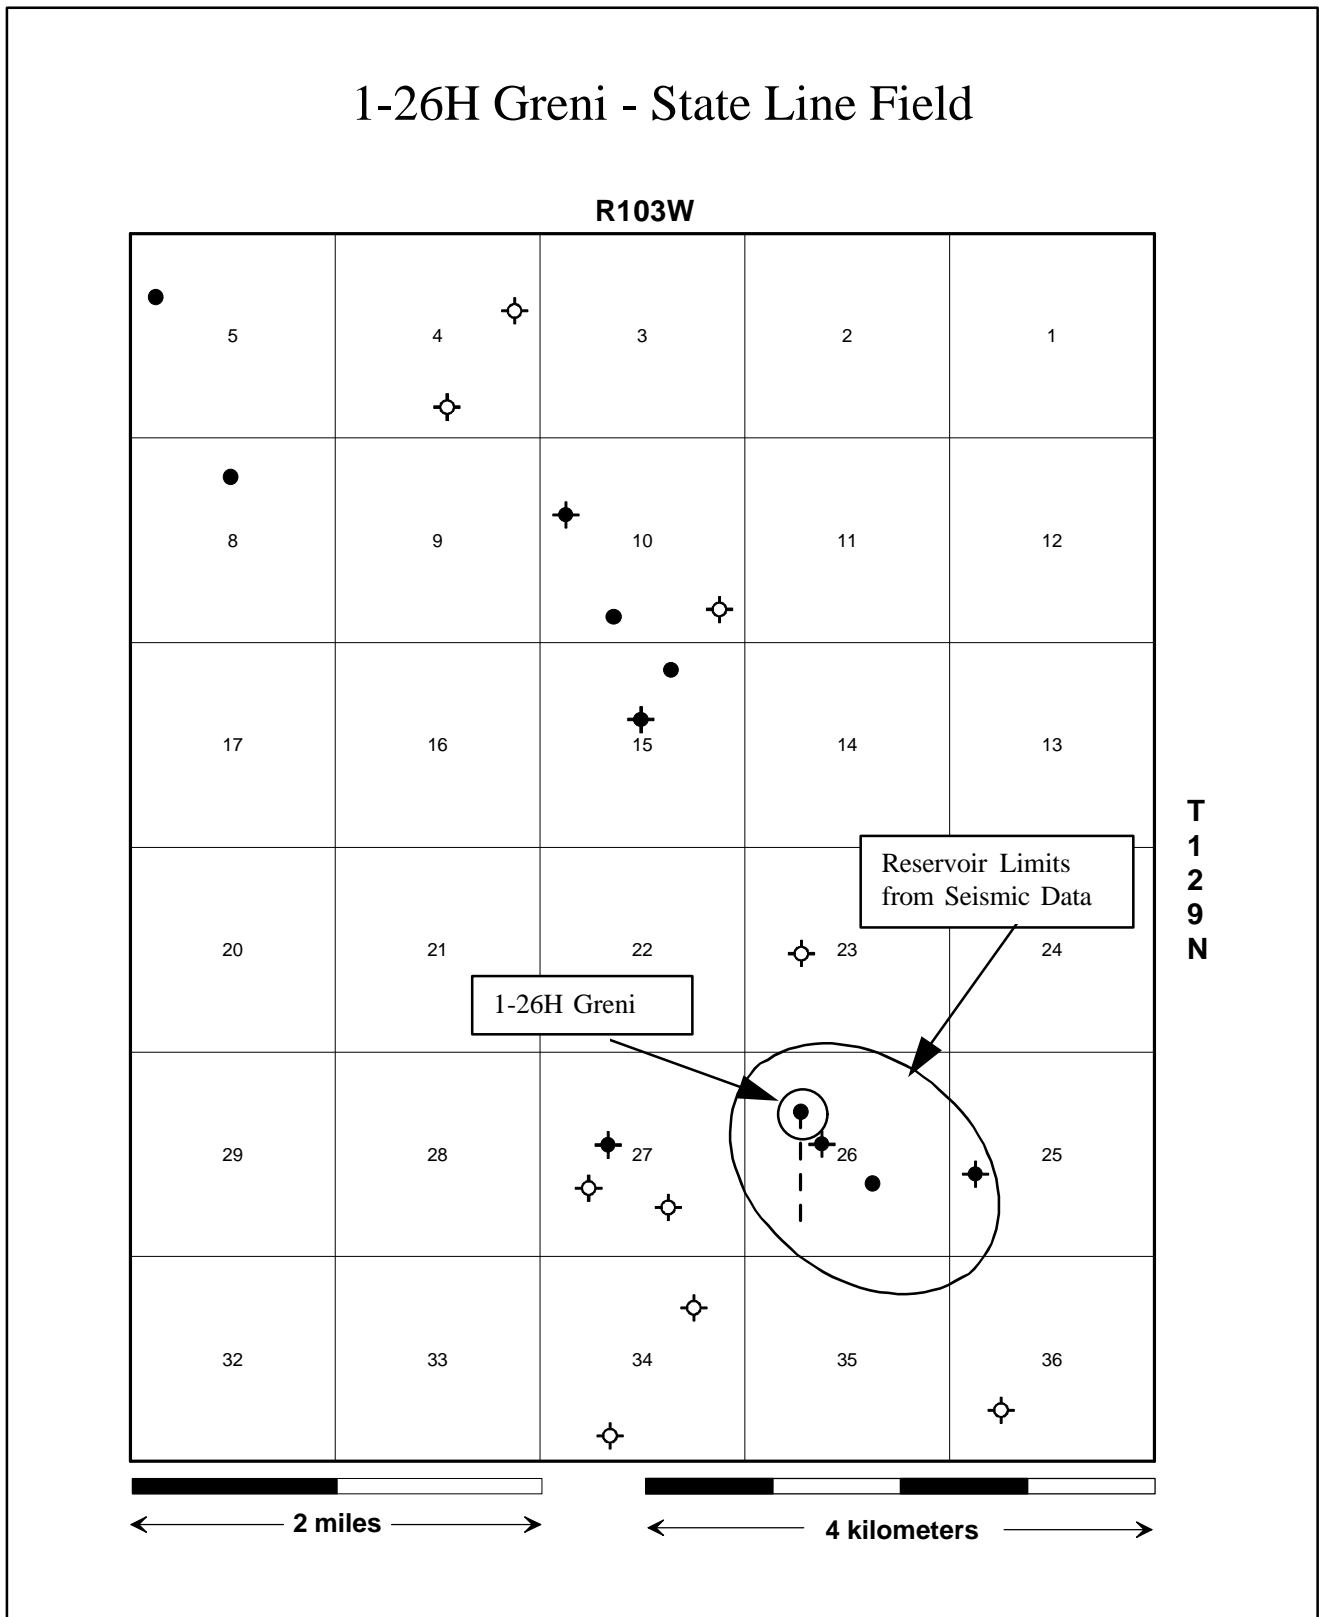 1-26H Greni - State Line Field
R103W
5 4 3 2 1
8 9 10 11 12
17 16 15 14 13
T
1
2
9
N
Reservoir Limits
from Seismic Data
20 21 22 23 24
1-26H Greni
29 28 27 26 25
32 33 34 35 36
2 miles
4 kilometers